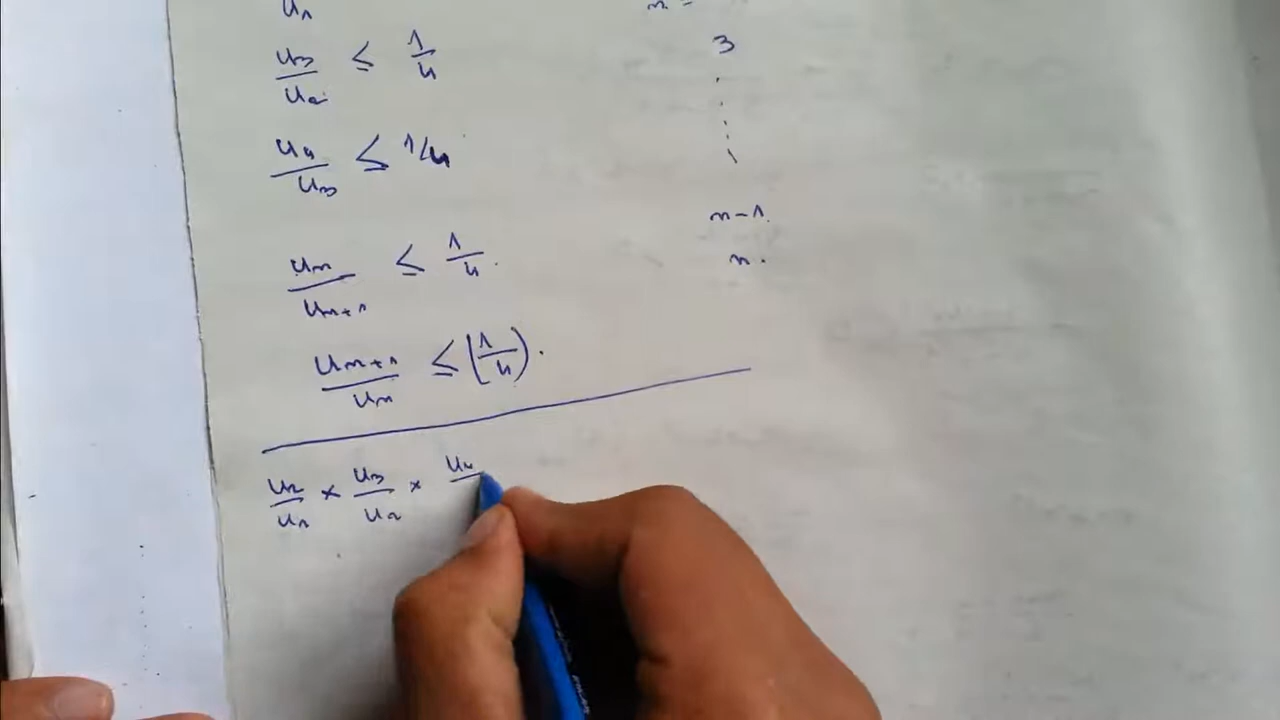 u₁ n =
u₃/u₂ ≤ 1/4 3
u₄/u₃ ≤ 1/4
n-1.
uₙ/uₙ₊₁ ≤ 1/4. n.
uₙ₊₁/uₙ ≤ (1/4).
u₂/u₁ × u₃/u₂ × u₄